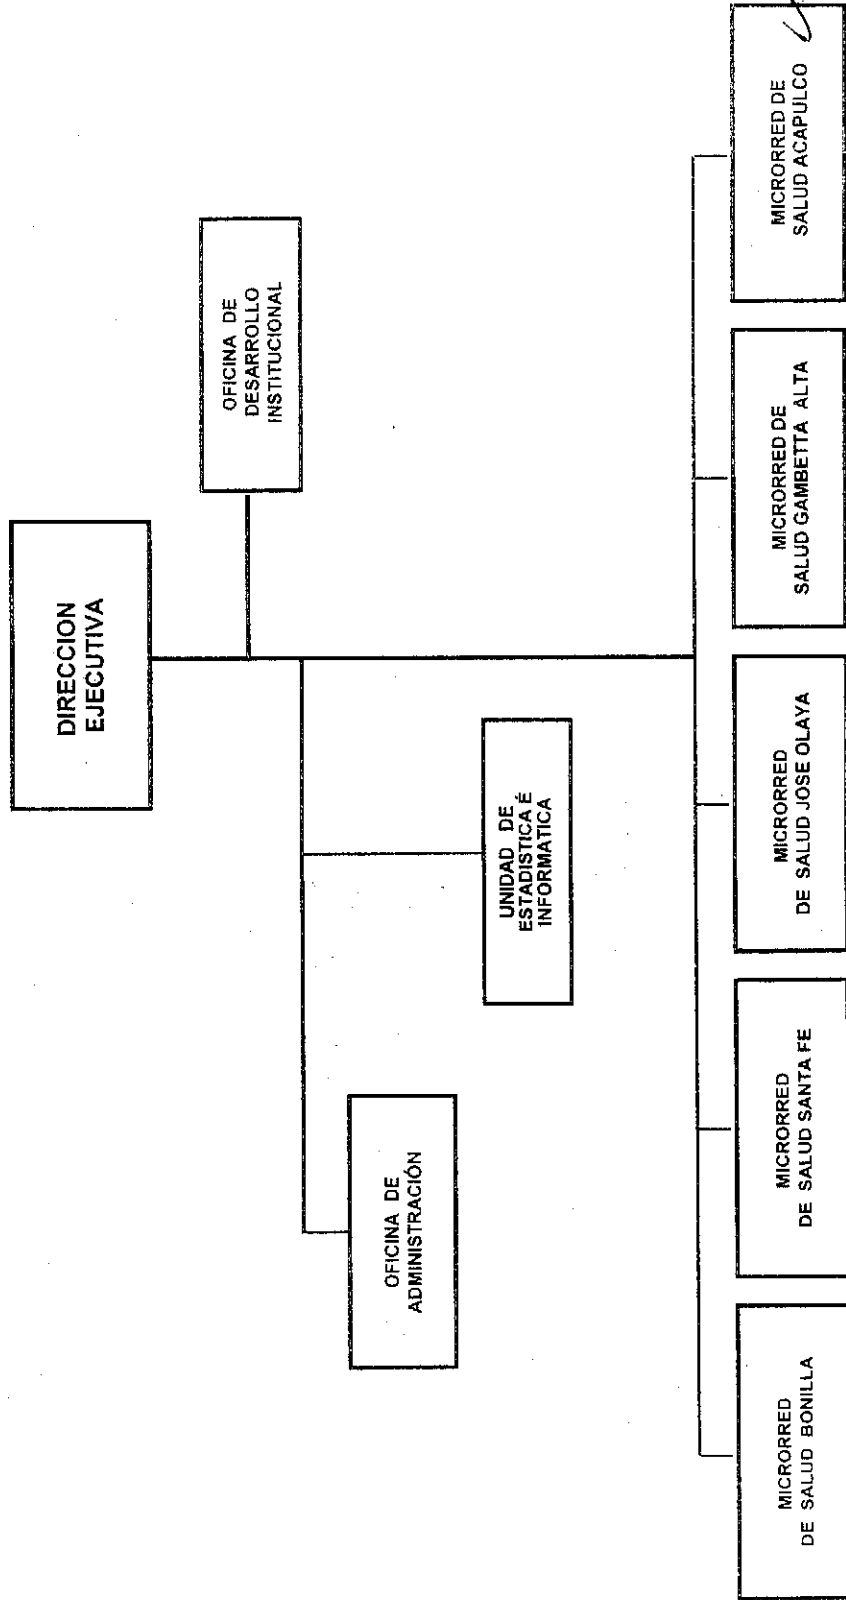 DIRECCION
EJECUTIVA
OFICINA DE
DESARROLLO
INSTITUCIONAL
OFICINA DE
ADMINISTRACIÓN
UNIDAD DE
ESTADISTICA É
INFORMATICA
MICRORRED
DE SALUD BONILLA
MICRORRED
DE SALUD SANTA FE
MICRORRED
DE SALUD JOSE OLAYA
MICRORRED DE
SALUD GAMBETTA ALTA
MICRORRED DE
SALUD ACAPULCO